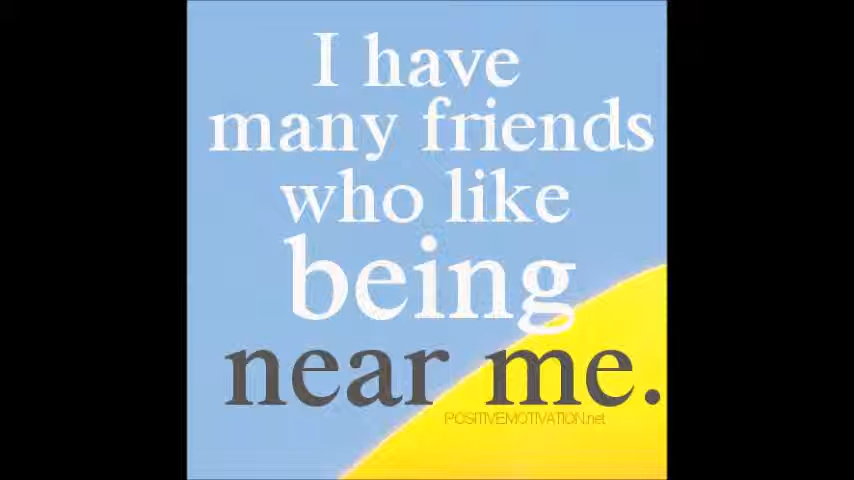 I have
many friends
who like
being
near me.
POSITIVEMOTIVATION.net